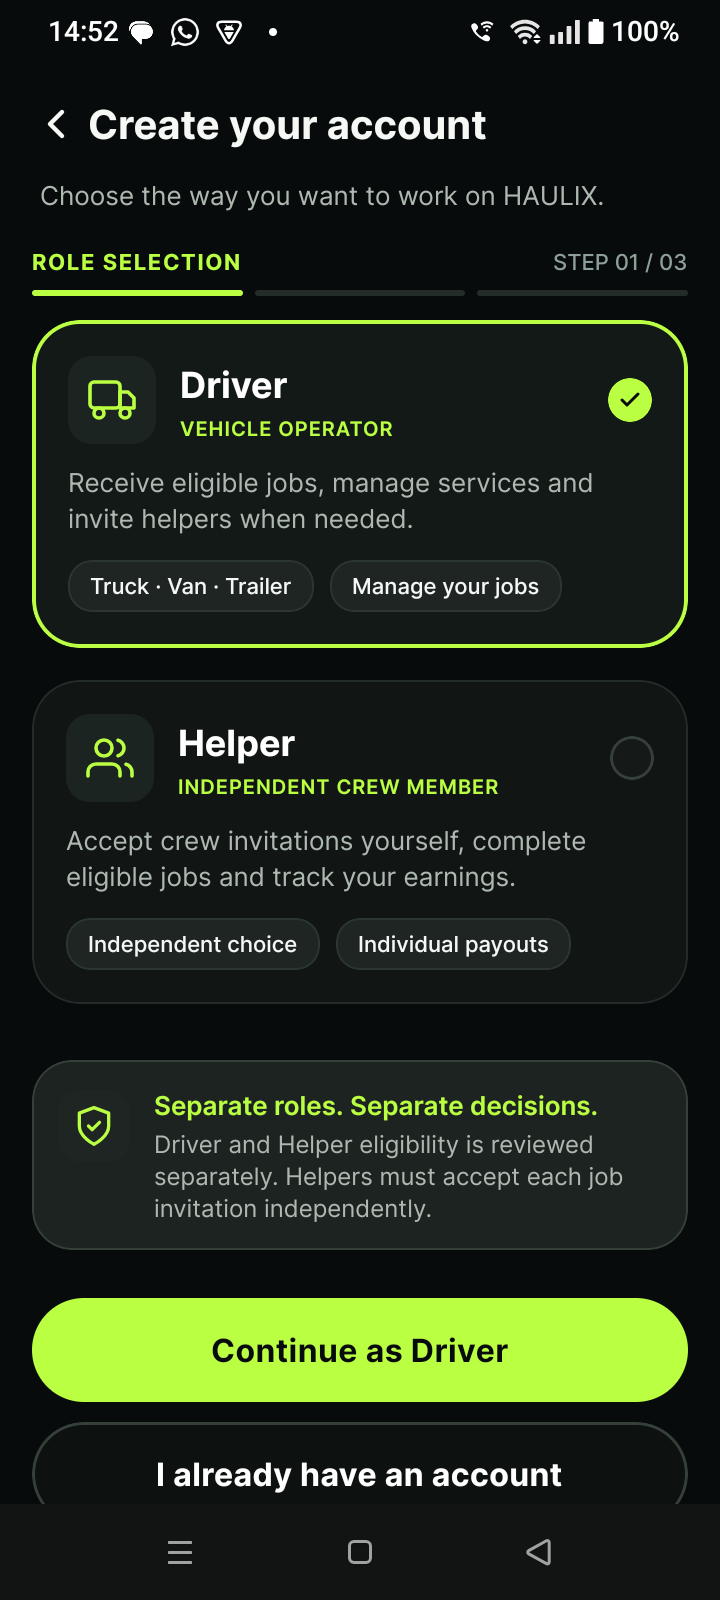 14:52
100%
Create your account
Choose the way you want to work on HAULIX.
ROLE SELECTION
STEP 01 / 03
Driver
VEHICLE OPERATOR
Receive eligible jobs, manage services and
invite helpers when needed.
Truck · Van · Trailer
Manage your jobs
Helper
INDEPENDENT CREW MEMBER
Accept crew invitations yourself, complete
eligible jobs and track your earnings.
Independent choice
Individual payouts
Separate roles. Separate decisions.
Driver and Helper eligibility is reviewed
separately. Helpers must accept each job
invitation independently.
Continue as Driver
I already have an account